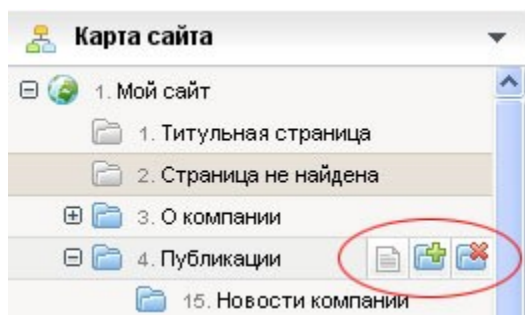 Карта сайта
1. Мой сайт
1. Титульная страница
2. Страница не найдена
3. О компании
4. Публикации
15. Новости компании